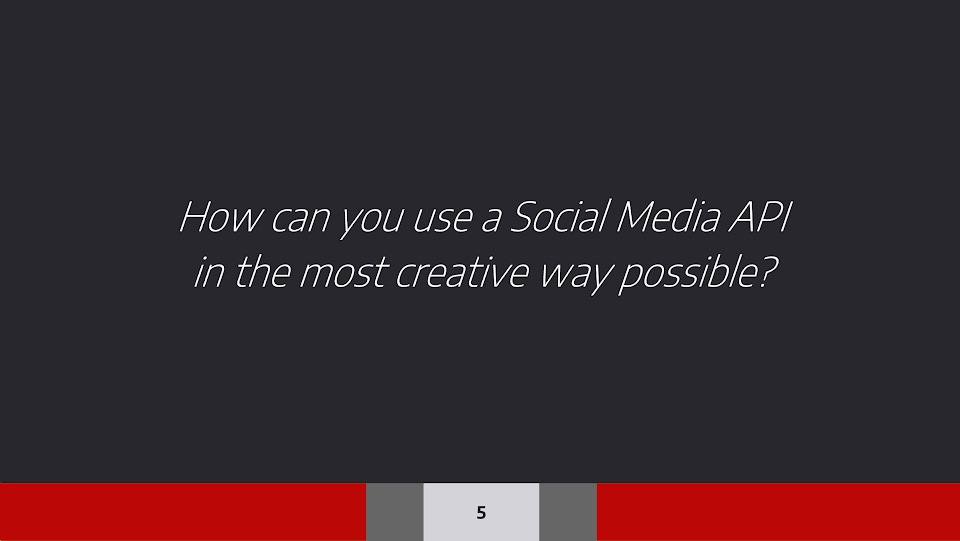 How can you use a Social Media API
in the most creative way possible?
5